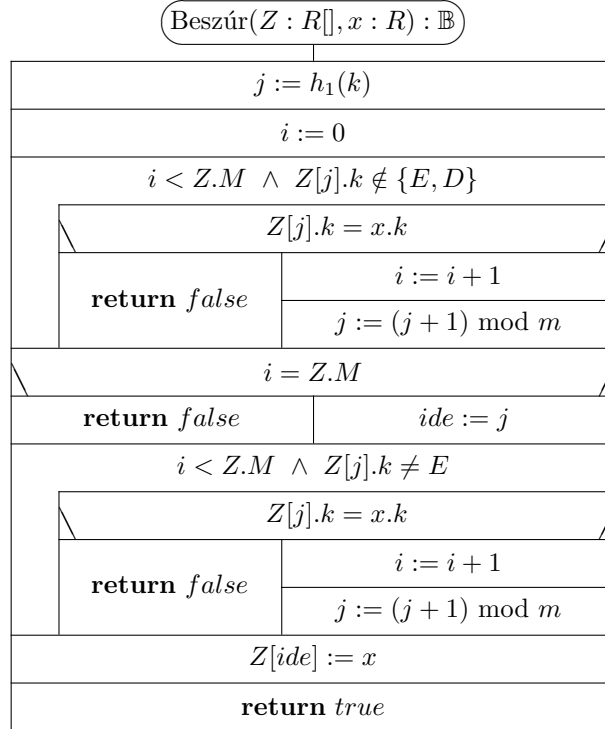 Beszúr(Z : R[], x : R) : 𝔹
j := h₁(k)
i := 0
i < Z.M ∧ Z[j].k ∉ {E, D}
Z[j].k = x.k
return false
i := i + 1
j := (j + 1) mod m
i = Z.M
return false
ide := j
i < Z.M ∧ Z[j].k ≠ E
Z[j].k = x.k
return false
i := i + 1
j := (j + 1) mod m
Z[ide] := x
return true